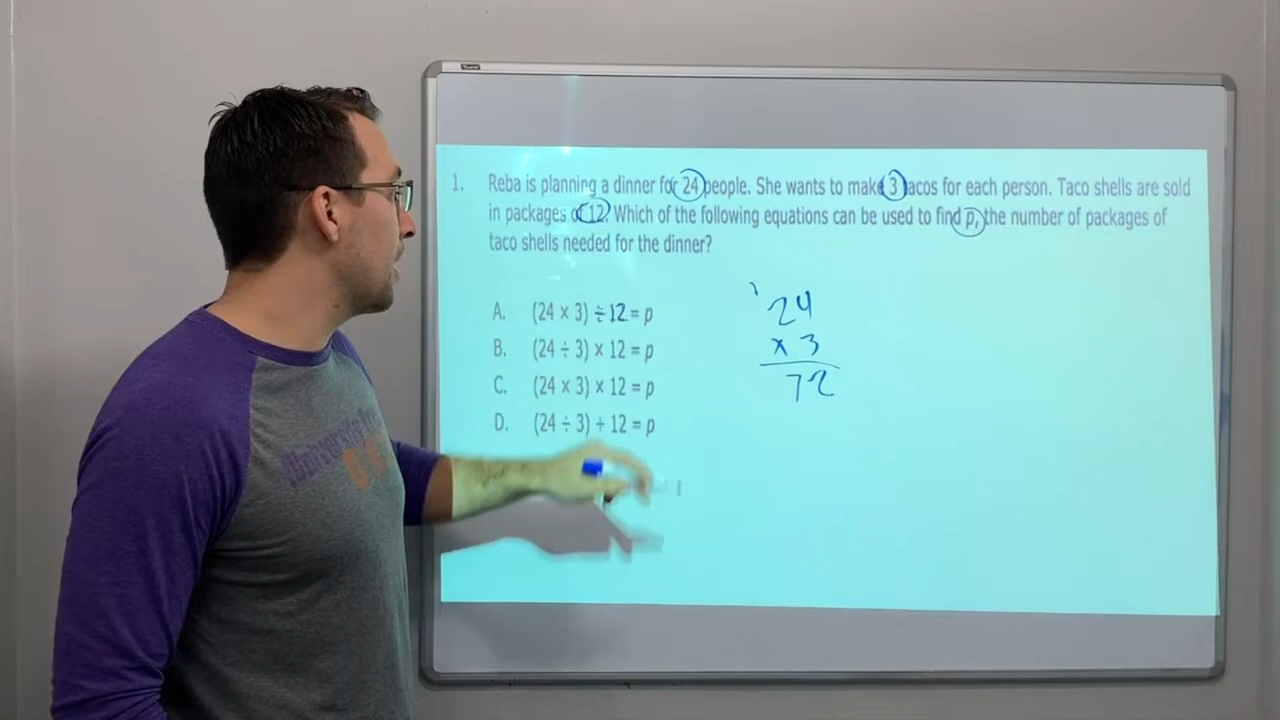 1. Reba is planning a dinner for 24 people. She wants to make 3 tacos for each person. Taco shells are sold
in packages of 12. Which of the following equations can be used to find p, the number of packages of
taco shells needed for the dinner?
A. (24 × 3) ÷ 12 = p
B. (24 ÷ 3) × 12 = p
C. (24 × 3) × 12 = p
D. (24 ÷ 3) + 12 = p
1
24
x 3
72